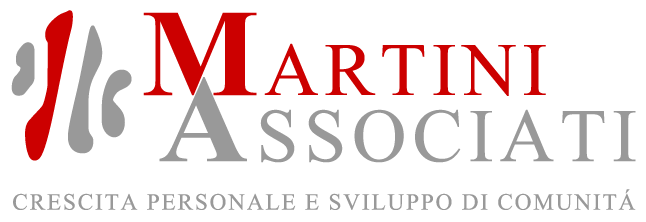 MARTINI
ASSOCIATI
CRESCITA PERSONALE E SVILUPPO DI COMUNITÁ